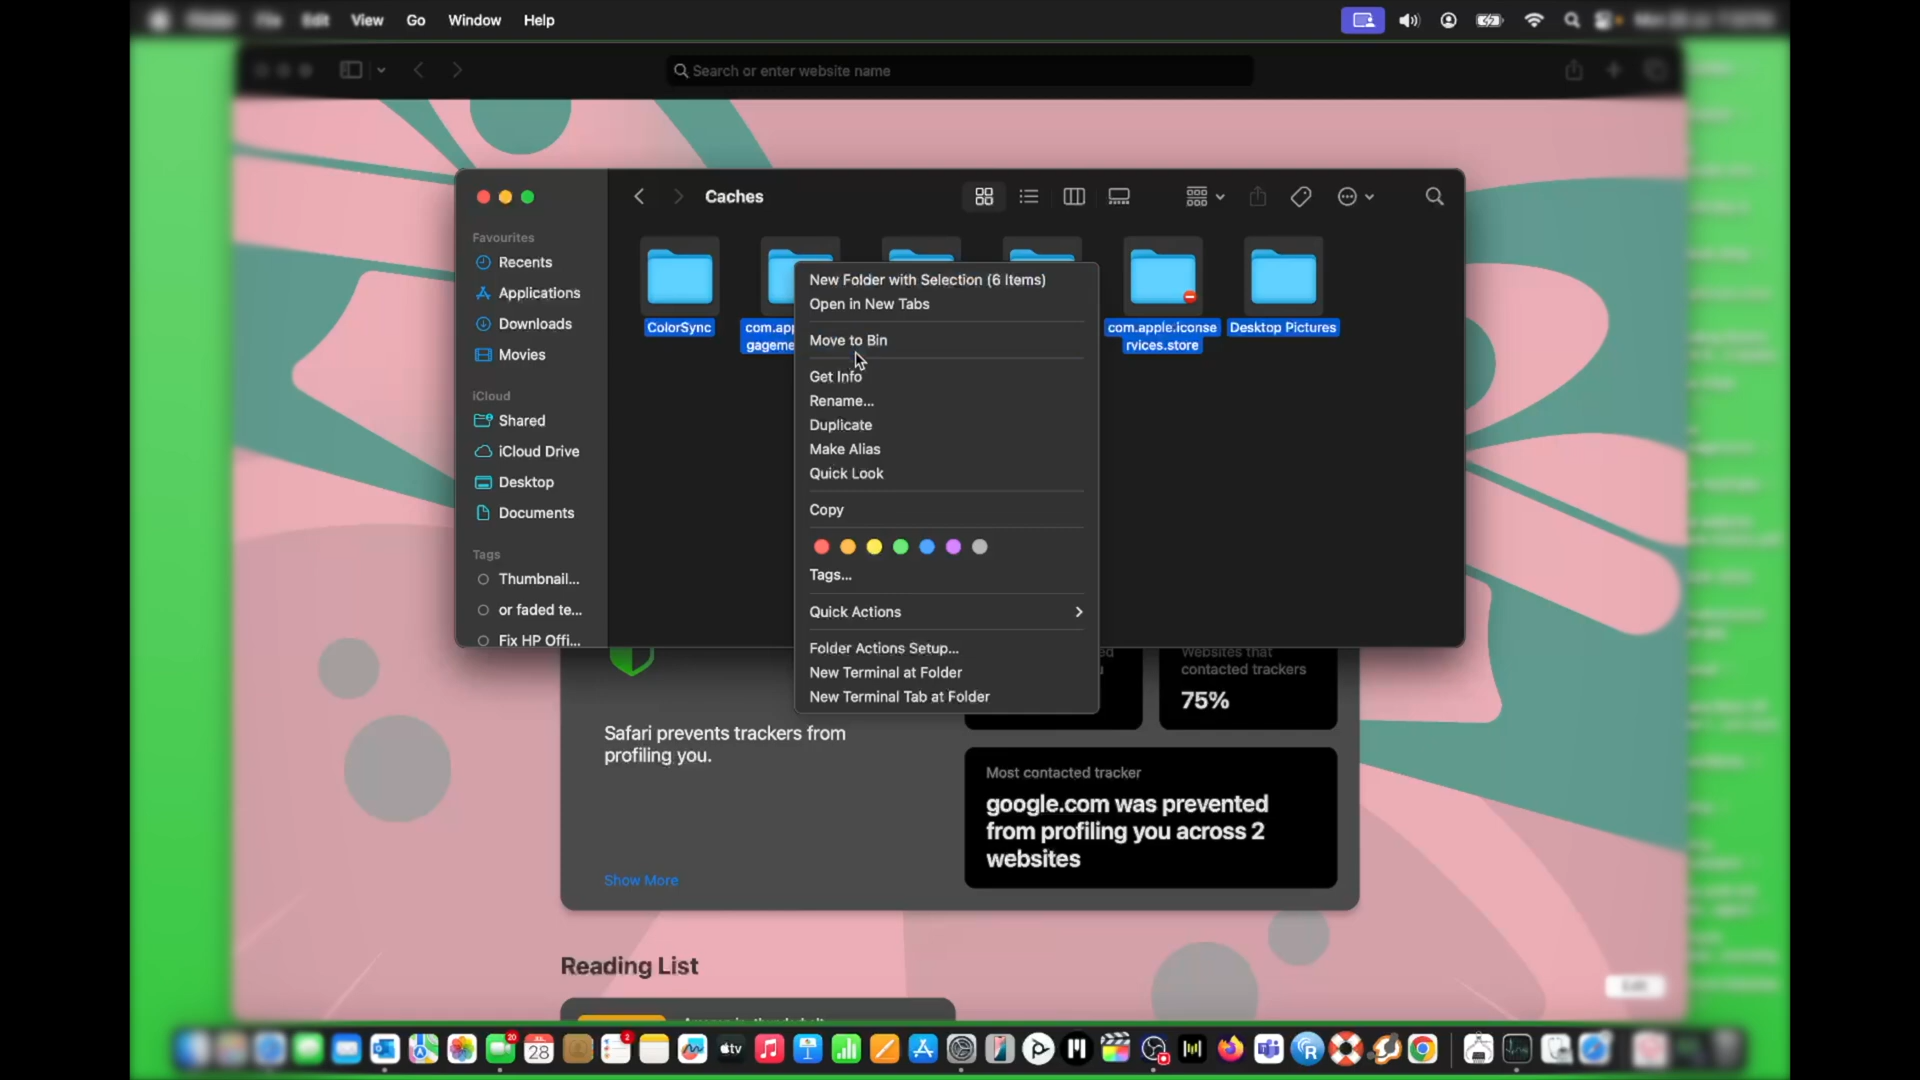 View Go Window Help
Search or enter website name
Caches
Favourites
Recents
Applications
Downloads
Movies
iCloud
Shared
iCloud Drive
Desktop
Documents
Tags
Thumbnail...
or faded te...
Fix HP Offi...
ColorSync
com.app
gageme
com.apple.iconse
rvices.store
Desktop Pictures
New Folder with Selection (6 Items)
Open in New Tabs
Move to Bin
Get Info
Rename...
Duplicate
Make Alias
Quick Look
Copy
Tags...
Quick Actions
Folder Actions Setup...
New Terminal at Folder
New Terminal Tab at Folder
Safari prevents trackers from
profiling you.
Show More
Websites that
contacted trackers
75%
Most contacted tracker
google.com was prevented
from profiling you across 2
websites
Reading List
20
28
2
tv